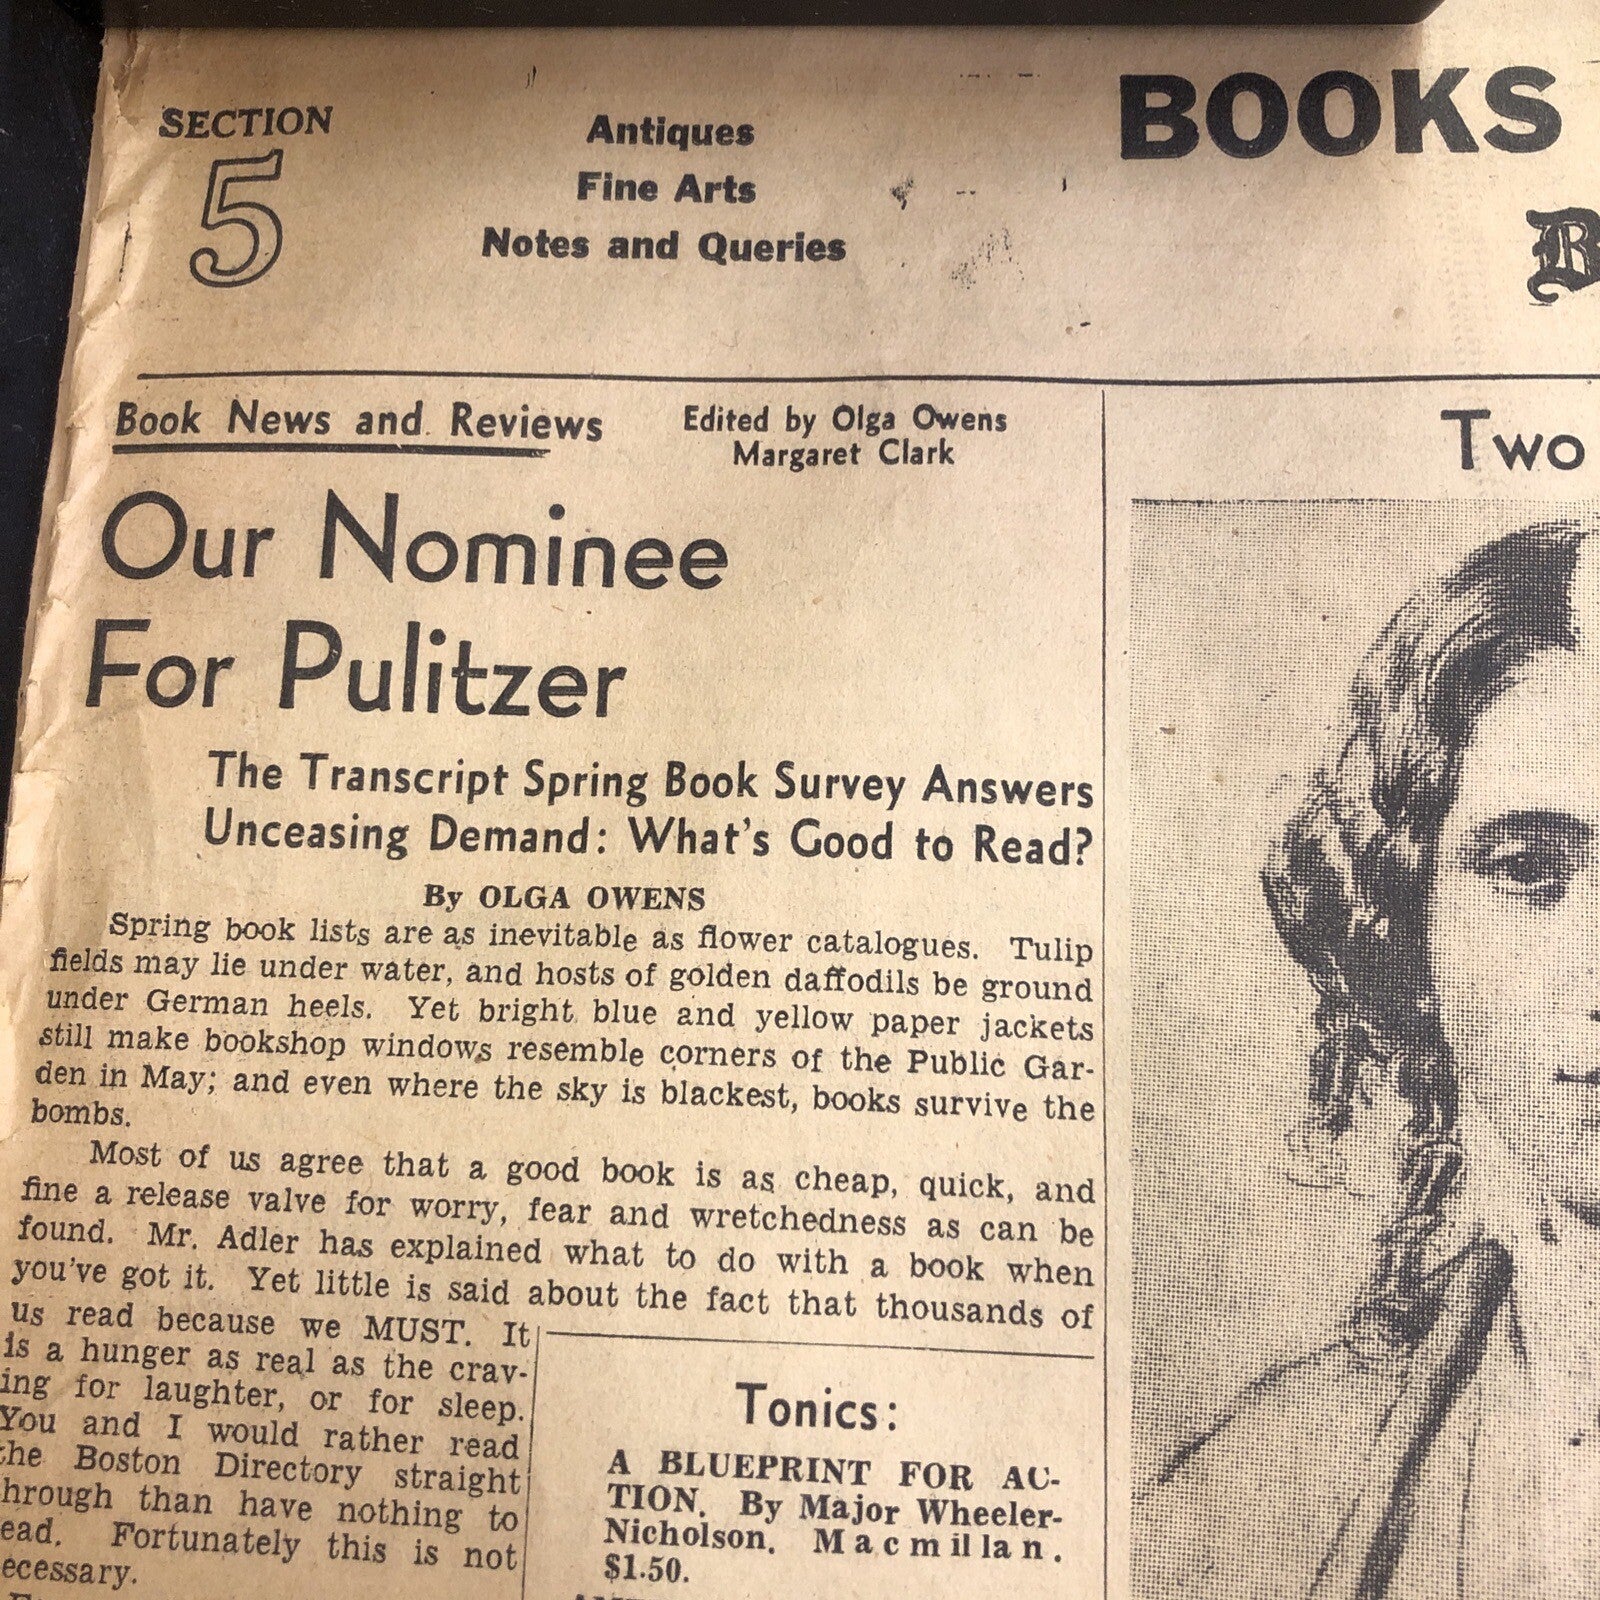 SECTION
5
Antiques
Fine Arts
Notes and Queries
BOOKS
B
Book News and Reviews
Edited by Olga Owens
Margaret Clark
Our Nominee
For Pulitzer
The Transcript Spring Book Survey Answers
Unceasing Demand: What's Good to Read?
By OLGA OWENS
Spring book lists are as inevitable as flower catalogues. Tulip
fields may lie under water, and hosts of golden daffodils be ground
under German heels. Yet bright blue and yellow paper jackets
still make bookshop windows resemble corners of the Public Gar-
den in May; and even where the sky is blackest, books survive the
bombs.
Most of us agree that a good book is as cheap, quick, and
fine a release valve for worry, fear and wretchedness as can be
found. Mr. Adler has explained what to do with a book when
you've got it. Yet little is said about the fact that thousands of
us read because we MUST. It
is a hunger as real as the crav-
ing for laughter, or for sleep.
You and I would rather read
the Boston Directory straight
hrough than have nothing to
ead. Fortunately this is not
ecessary.
Tonics:
A BLUEPRINT FOR AC-
TION. By Major Wheeler-
Nicholson. Macmillan.
$1.50.
Two